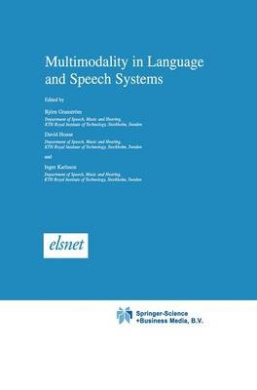 Multimodality in Language
and Speech Systems
Edited by
Björn Granström
Department of Speech, Music and Hearing,
KTH-Royal Institute of Technology, Stockholm, Sweden
David House
Department of Speech, Music and Hearing,
KTH-Royal Institute of Technology, Stockholm, Sweden
and
Inger Karlsson
Department of Speech, Music and Hearing,
KTH-Royal Institute of Technology, Stockholm, Sweden
elsnet
Springer-Science
+Business Media, B.V.